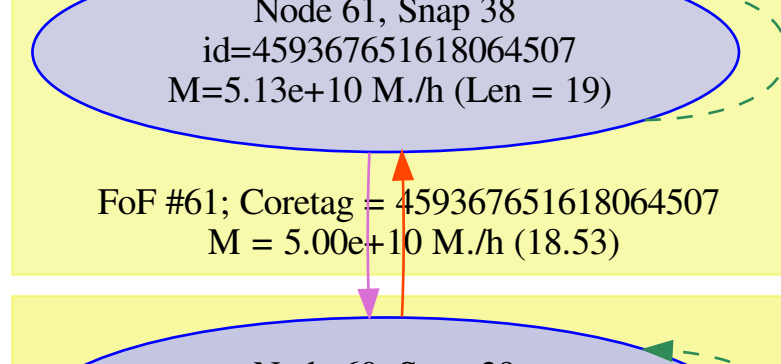 Node 61, Snap 38
id=459367651618064507
M=5.13e+10 M./h (Len = 19)
FoF #61; Coretag = 459367651618064507
M = 5.00e+10 M./h (18.53)